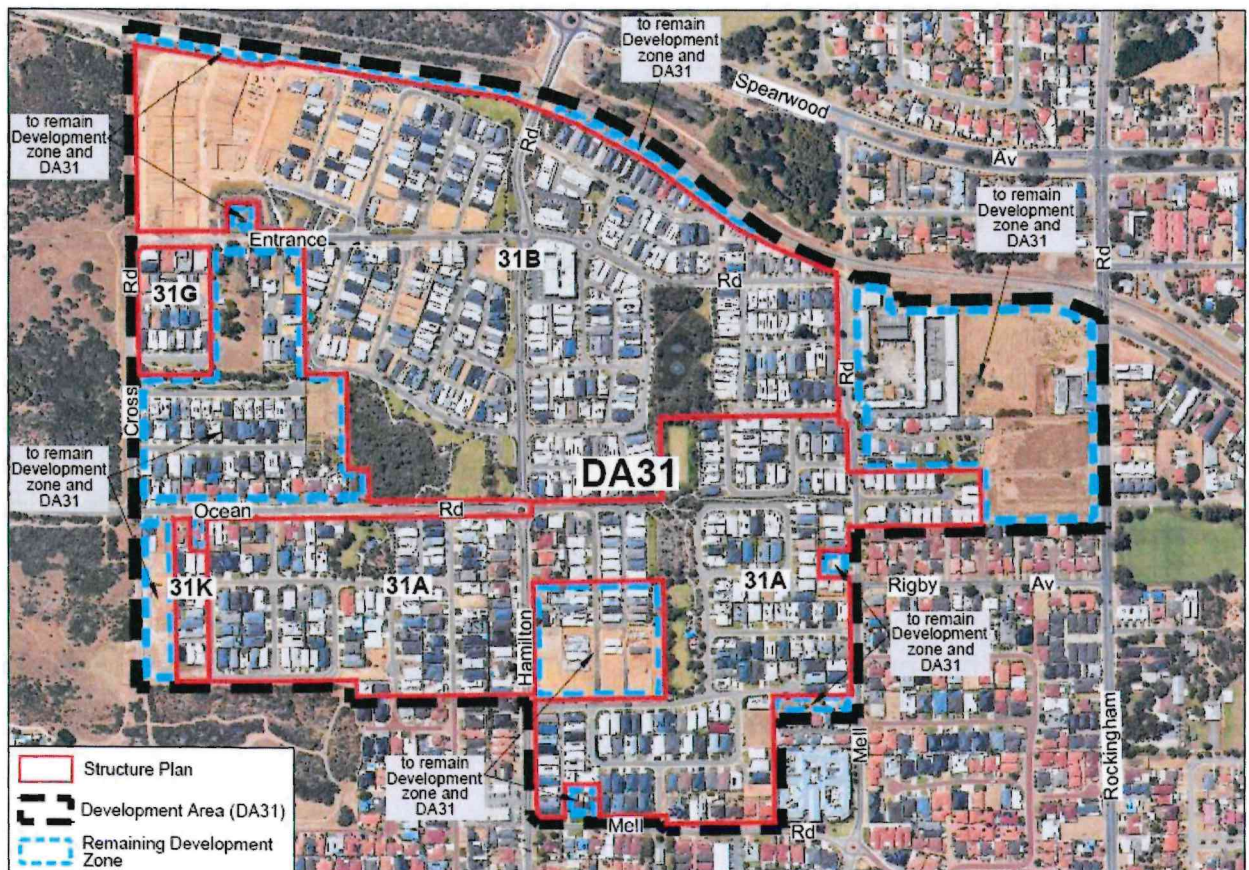 to remain
Development
zone and
DA31
Spearwood
Av
to remain
Development
zone and
DA31
Rd
to remain
Development
zone and
DA31
Rd
Entrance
31B
Rd
Rd
31G
Rd
Cross
to remain
Development
zone and
DA31
DA31
Ocean
Rd
31K
31A
Hamilton
31A
Rigby
Av
to remain
Development
zone and
DA31
Mell
Rockingham
to remain
Development
zone and
DA31
Mell
Rd
Structure Plan
Development Area (DA31)
Remaining Development
Zone